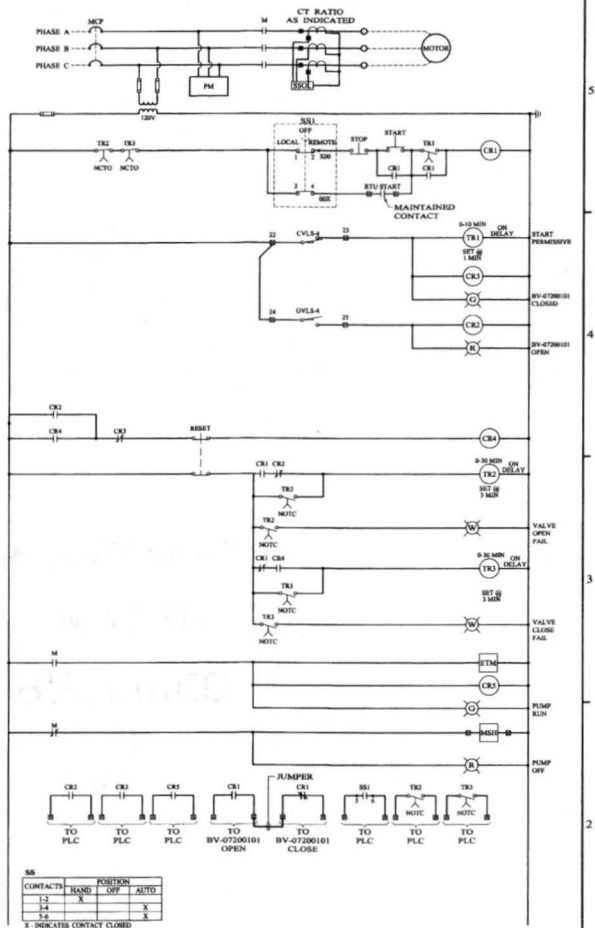 CT RATIO
AS INDICATED
MCP
M
PHASE A
PHASE B
PHASE C
MOTOR
PM
SSOL
5
120V
SS1
OFF
LOCAL REMOTE
1 2 X00
3 4 00X
TR2 TR3
NCTO NCTO
STOP START TR1 CR1
CR1 CR1
RTU START
MAINTAINED
CONTACT
0-10 MIN ON
DELAY
22 CVLS-4 23 TR1 START
PERMISSIVE
SET @
1 MIN
CR3
G BV-07200101
CLOSED
24 OVLS-4 25 CR2
4
R BV-07200101
OPEN
CR2
CR4 CR3 RESET CR4
0-30 MIN ON
DELAY
CR1 CR2 TR2
SET @
3 MIN
TR2
NOTC
TR2 W VALVE
OPEN
FAIL
NOTC
0-30 MIN ON
DELAY
CR1 CR4 TR3
3
SET @
3 MIN
TR3
NOTC
TR3 W VALVE
CLOSE
FAIL
NOTC
M ETM
CR5
G PUMP
RUN
M MSH
R PUMP
OFF
JUMPER
CR2 CR3 CR5 CR1 CR1 SS1 TR2 TR3
5 6 NOTC NOTC
TO TO TO TO TO TO TO TO
PLC PLC PLC BV-07200101 BV-07200101 PLC PLC PLC
OPEN CLOSE
2
SS
CONTACTS POSITION
HAND OFF AUTO
1-2 X
3-4 X
5-6 X
X - INDICATES CONTACT CLOSED